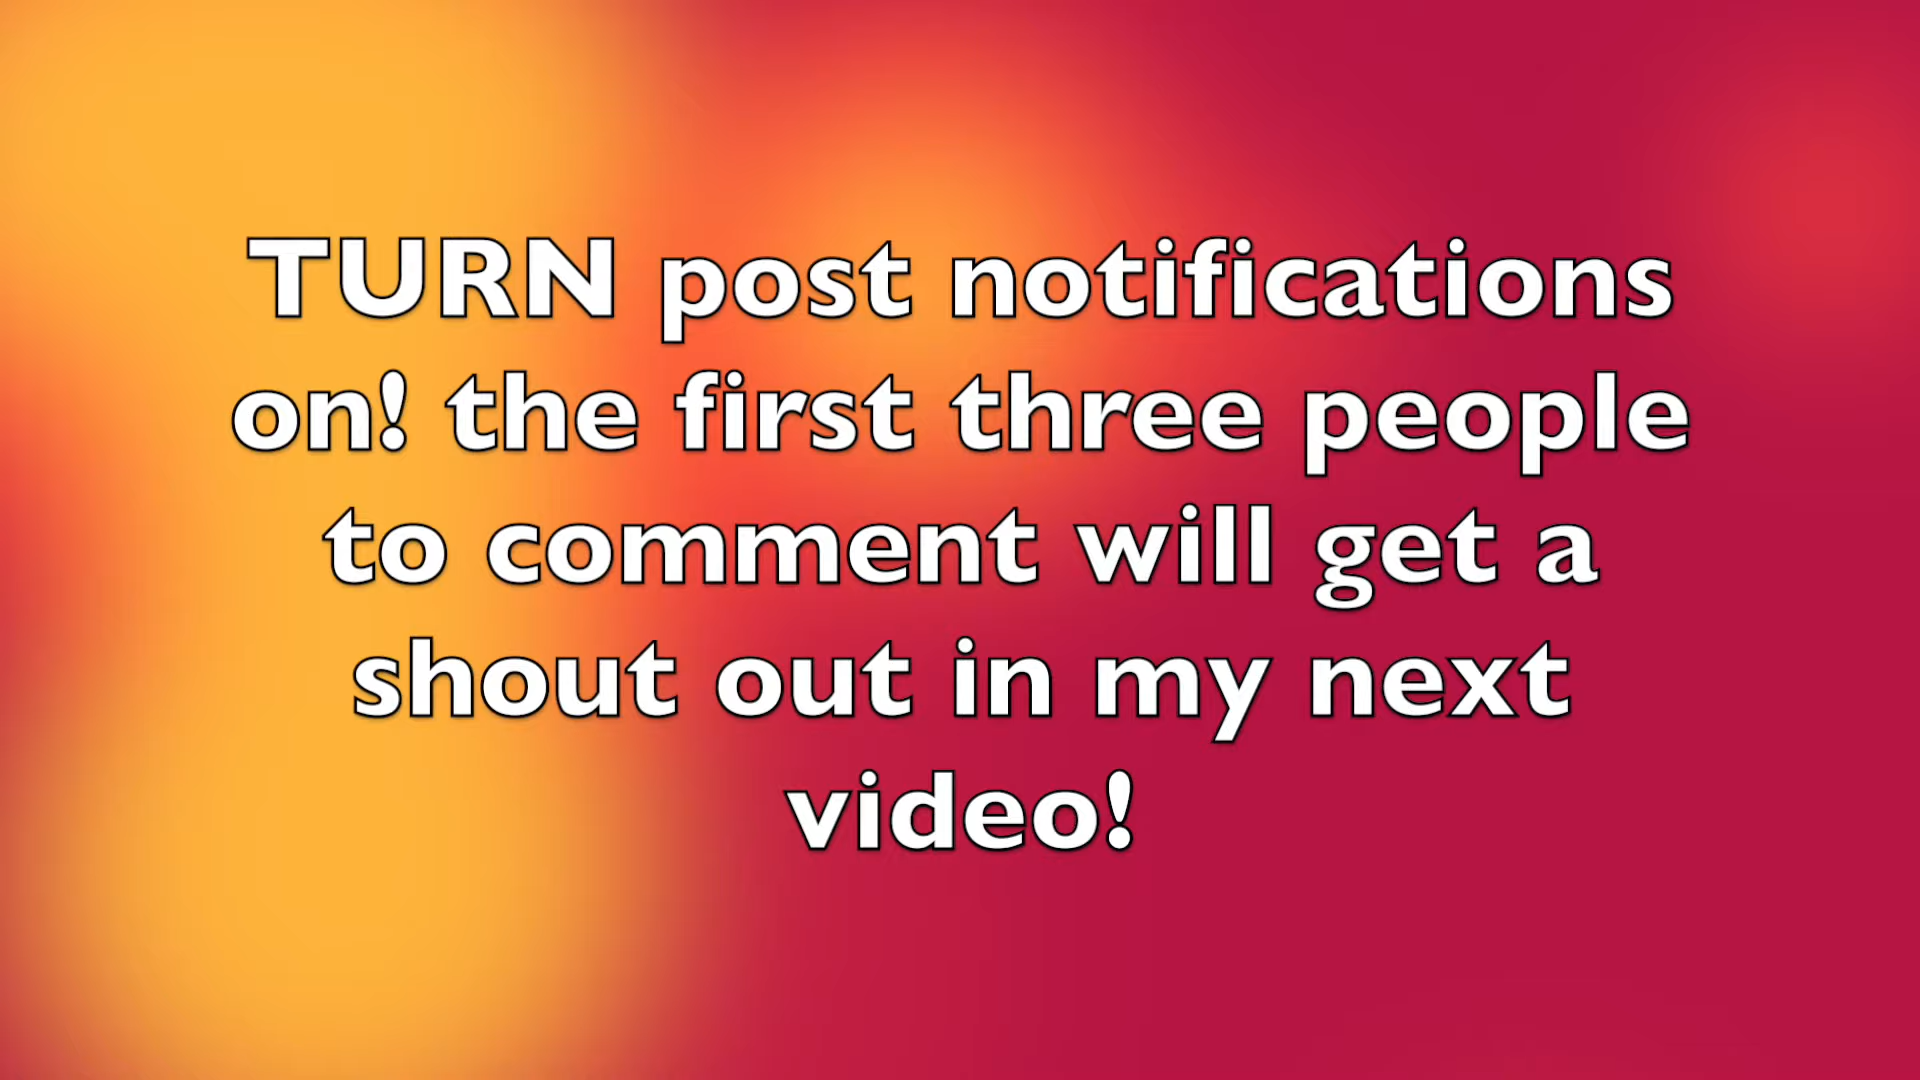 TURN post notifications
on! the first three people
to comment will get a
shout out in my next
video!